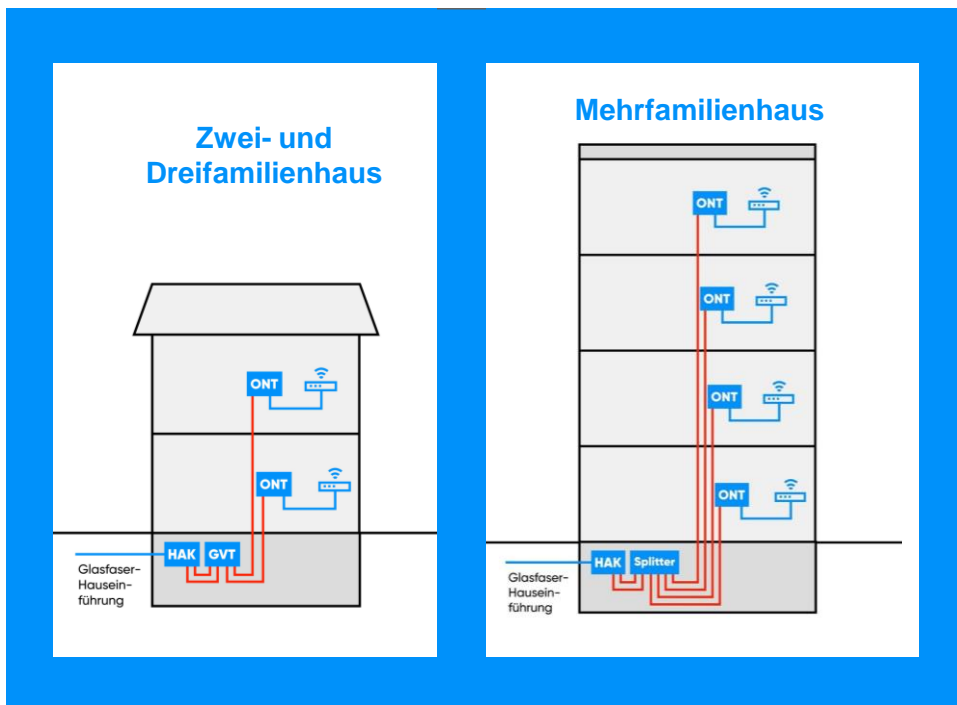 Zwei- und
Dreifamilienhaus
ONT
ONT
HAK GVT
Glasfaser-
Hausein-
führung
Mehrfamilienhaus
ONT
ONT
ONT
ONT
HAK Splitter
Glasfaser-
Hausein-
führung